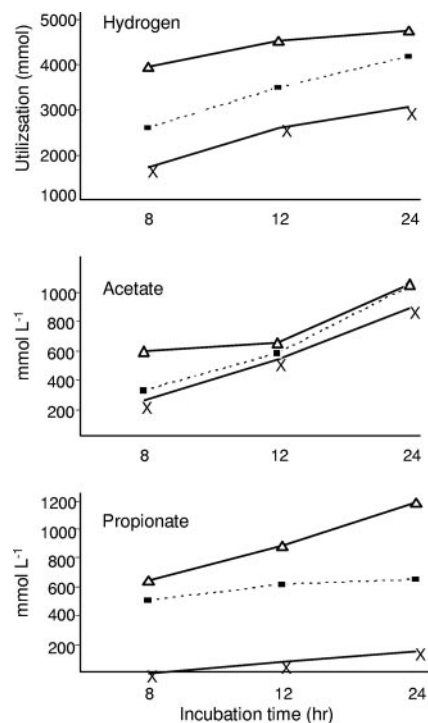 Hydrogen
Utilizsation (mmol)
5000
4000
3000
2000
1000
8 12 24
Acetate
mmol L⁻¹
1000
800
600
400
200
8 12 24
Propionate
mmol L⁻¹
1200
1000
800
600
400
200
8 12 24
Incubation time (hr)